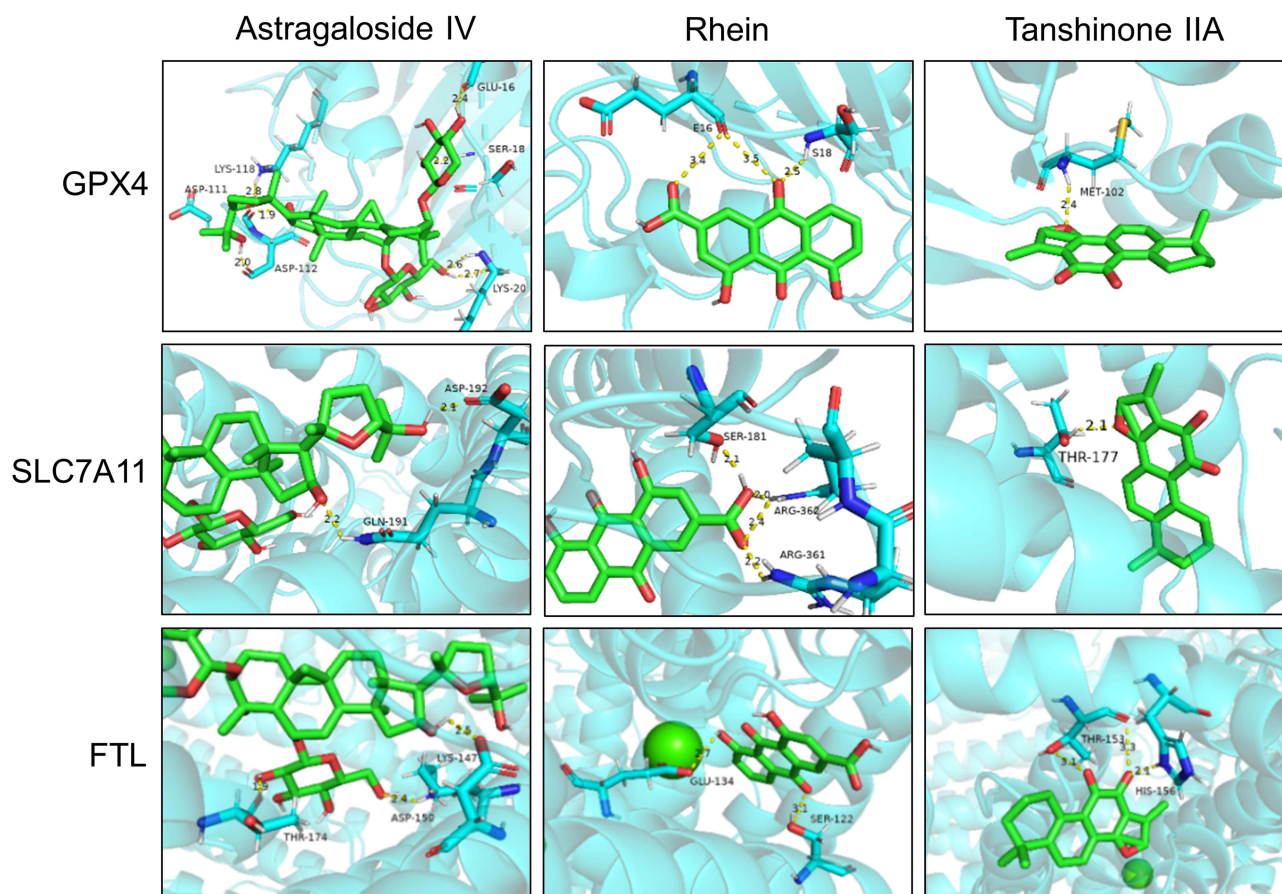 Astragaloside IV Rhein Tanshinone IIA
GPX4
GLU-16
2.4
SER-18
2.2
LYS-118
ASP-111
2.8
1.9
2.0
ASP-112
2.6
2.7
LYS-20
E16
S18
3.4
3.5
2.5
MET-102
2.4
SLC7A11
ASP-192
2.1
2.2
GLN-191
SER-181
2.1
2.0
ARG-362
2.4
ARG-361
2.2
2.1
THR-177
FTL
2.5
LYS-147
1.9
2.4
ASP-150
THR-174
2.7
GLU-134
3.1
SER-122
THR-153
3.3
3.1
2.1
HIS-156